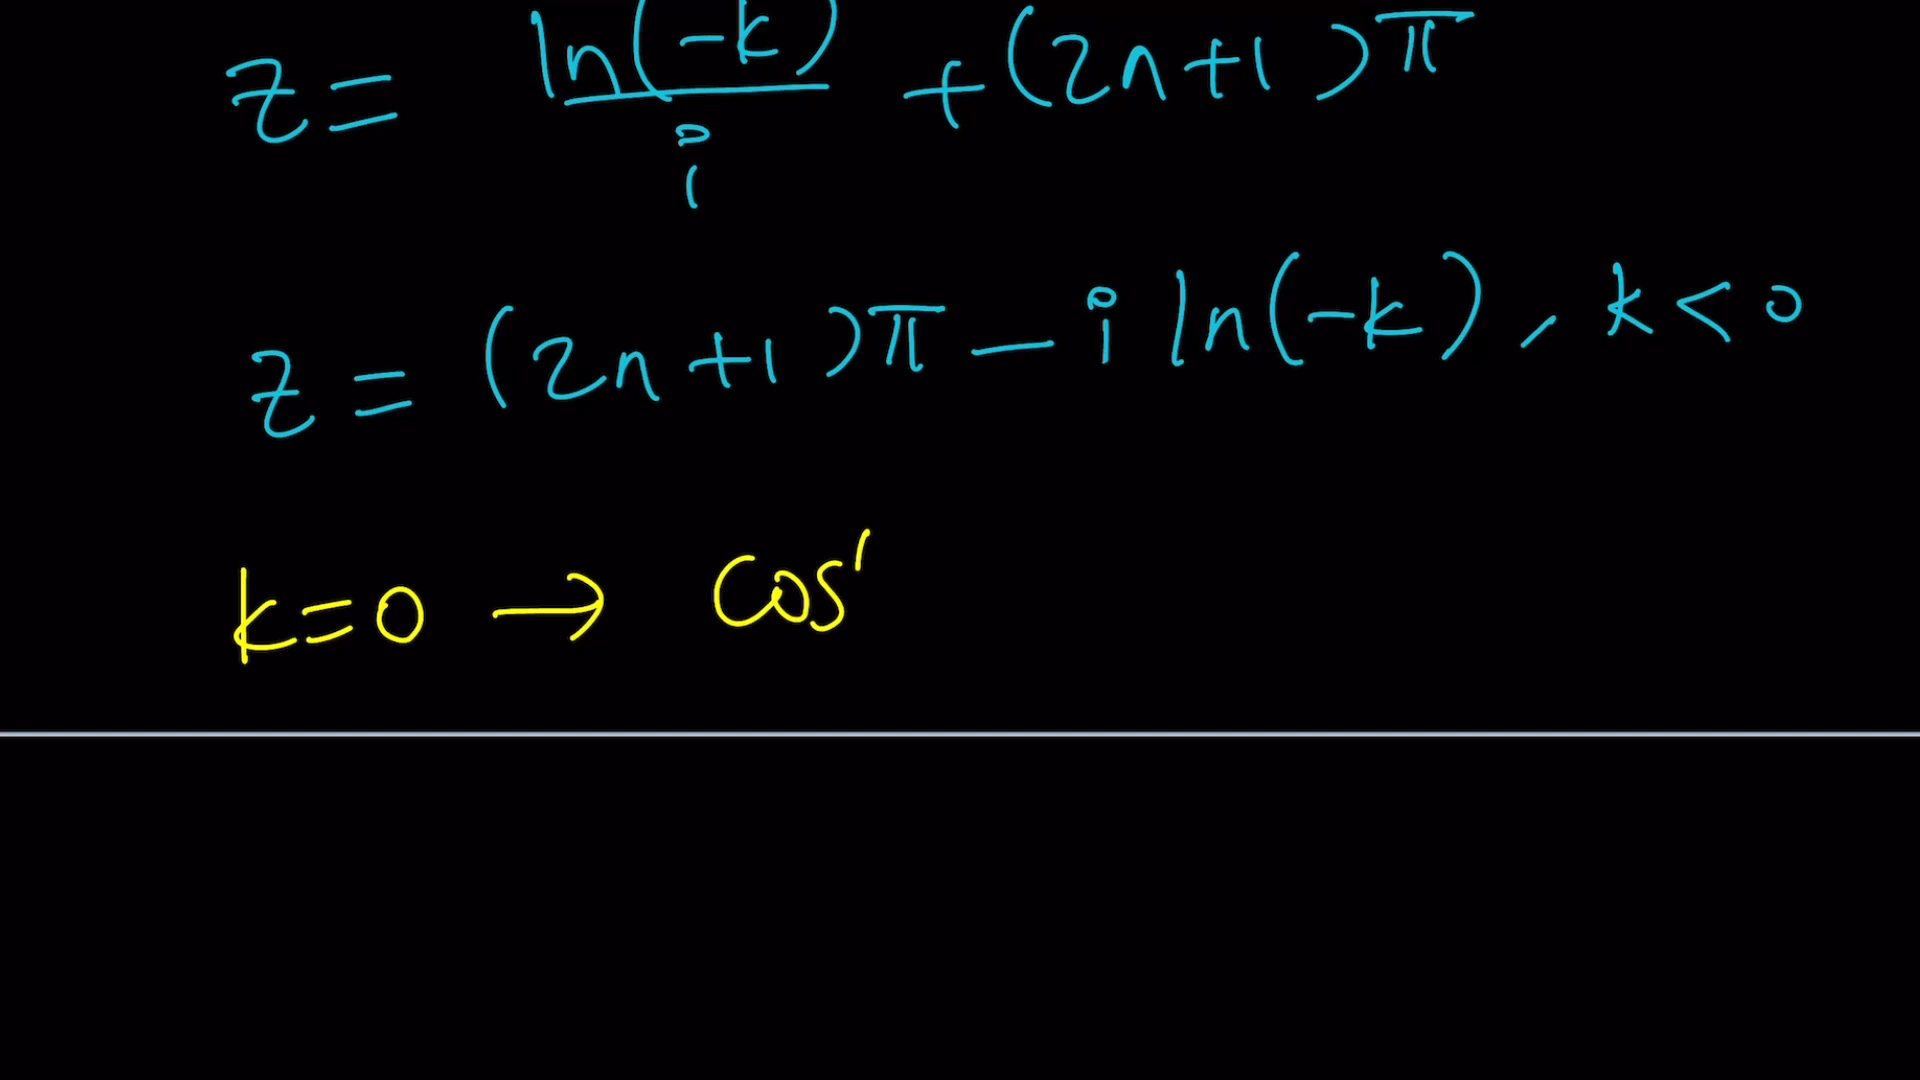 z = ln(-k)/i + (2n+1)π
z = (2n+1)π - i ln(-k), k < 0
k = 0 → cos'